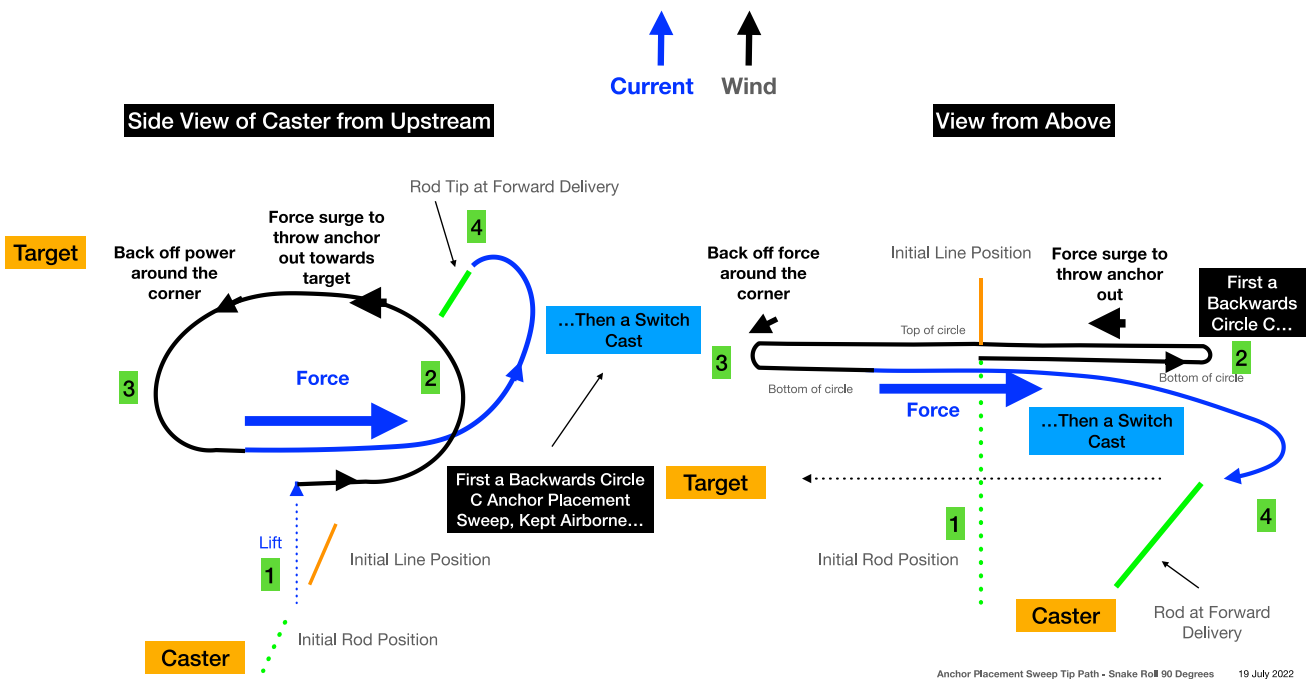 Current
Wind
Side View of Caster from Upstream
View from Above
Rod Tip at Forward Delivery
4
Target
Back off power
around the
corner
Force surge to
throw anchor
out towards
target
…Then a Switch
Cast
3
2
Force
First a Backwards Circle
C Anchor Placement
Sweep, Kept Airborne…
Lift
1
Initial Line Position
Initial Rod Position
Caster
Back off force
around the
corner
Initial Line Position
Force surge to
throw anchor
out
First a
Backwards
Circle C…
Top of circle
3
2
Bottom of circle
Bottom of circle
Force
…Then a Switch
Cast
Target
1
4
Initial Rod Position
Caster
Rod at Forward
Delivery
Anchor Placement Sweep Tip Path - Snake Roll 90 Degrees
19 July 2022